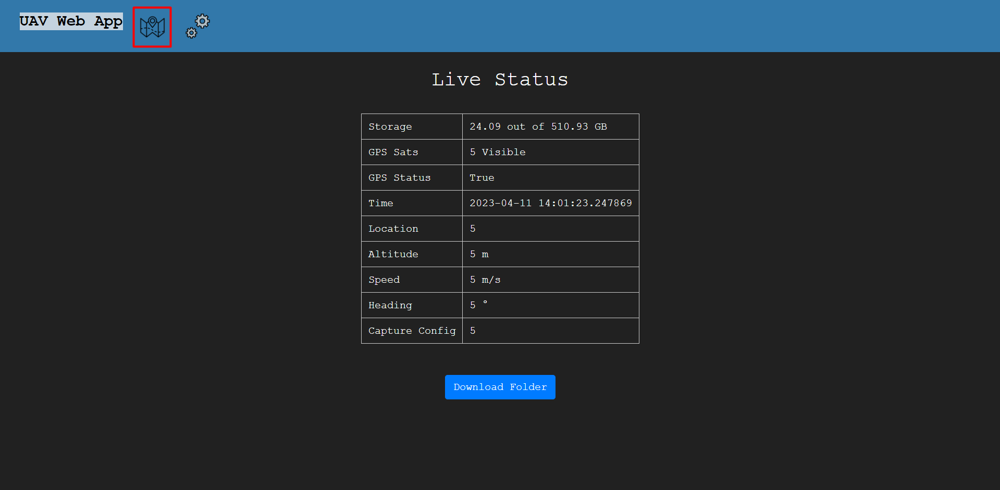 UAV Web App
Live Status
Storage 24.09 out of 510.93 GB
GPS Sats 5 Visible
GPS Status True
Time 2023-04-11 14:01:23.247869
Location 5
Altitude 5 m
Speed 5 m/s
Heading 5 °
Capture Config 5
Download Folder